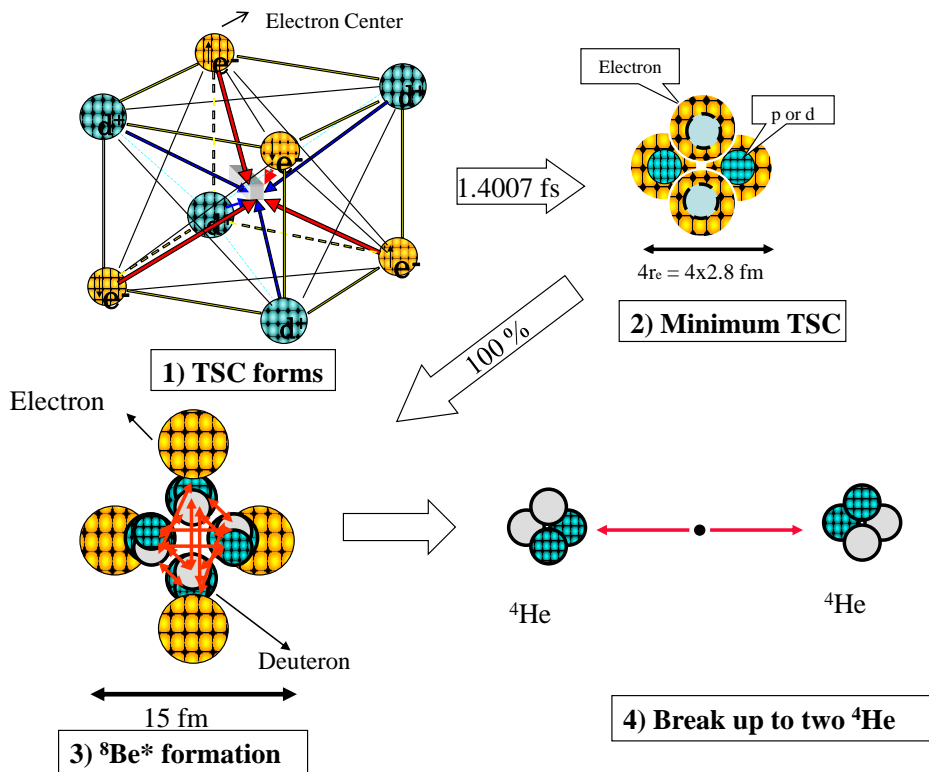 Electron Center
e-
d+
d+
e-
d+
e-
e-
d+
1) TSC forms
1.4007 fs
Electron
p or d
4re = 4x2.8 fm
2) Minimum TSC
100 %
Electron
Deuteron
15 fm
3) ⁸Be* formation
⁴He
⁴He
4) Break up to two ⁴He